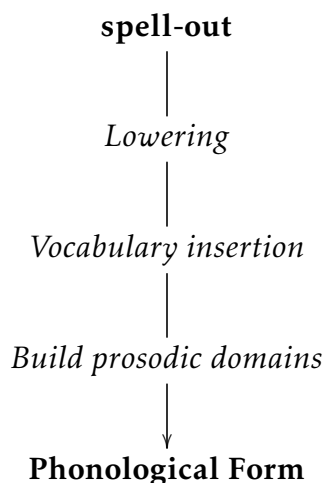 spell-out
Lowering
Vocabulary insertion
Build prosodic domains
Phonological Form